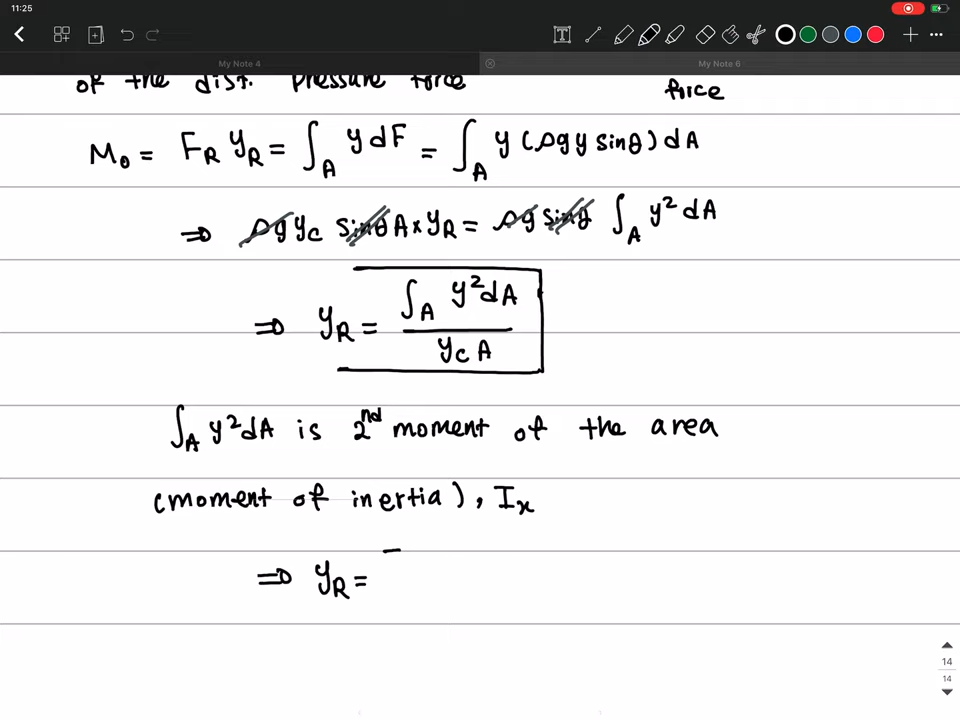 11:25
My Note 4
My Note 6
of the dist. pressure force force
M₀ = F_R y_R = ∫_A y dF = ∫_A y (ρg y sinθ) dA
⇒ ρg y_c sinθ A × y_R = ρg sinθ ∫_A y² dA
⇒ y_R = ∫_A y² dA / y_c A
∫_A y² dA is 2nd moment of the area
(moment of inertia), I_x
⇒ y_R =
14
14